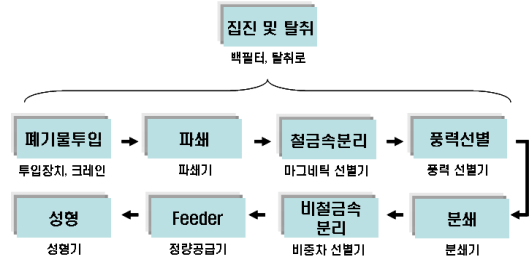 집진 및 탈취
백필터, 탈취로
폐기물투입
파쇄
철금속분리
풍력선별
투입장치, 크레인
파쇄기
마그네틱 선별기
풍력 선별기
성형
Feeder
비철금속
분리
분쇄
성형기
정량공급기
비중차 선별기
분쇄기